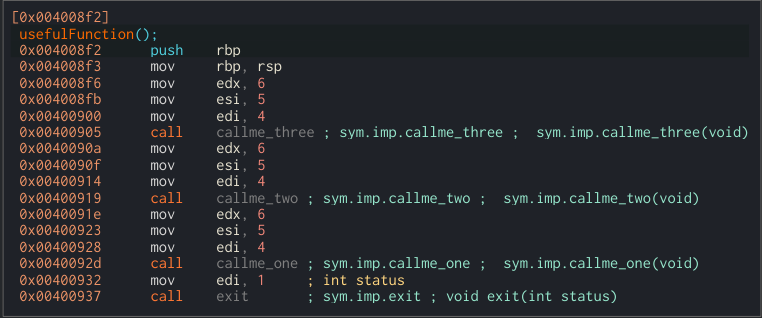 [0x004008f2]
usefulFunction();
0x004008f2 push rbp
0x004008f3 mov rbp, rsp
0x004008f6 mov edx, 6
0x004008fb mov esi, 5
0x00400900 mov edi, 4
0x00400905 call callme_three ; sym.imp.callme_three ; sym.imp.callme_three(void)
0x0040090a mov edx, 6
0x0040090f mov esi, 5
0x00400914 mov edi, 4
0x00400919 call callme_two ; sym.imp.callme_two ; sym.imp.callme_two(void)
0x0040091e mov edx, 6
0x00400923 mov esi, 5
0x00400928 mov edi, 4
0x0040092d call callme_one ; sym.imp.callme_one ; sym.imp.callme_one(void)
0x00400932 mov edi, 1 ; int status
0x00400937 call exit ; sym.imp.exit ; void exit(int status)